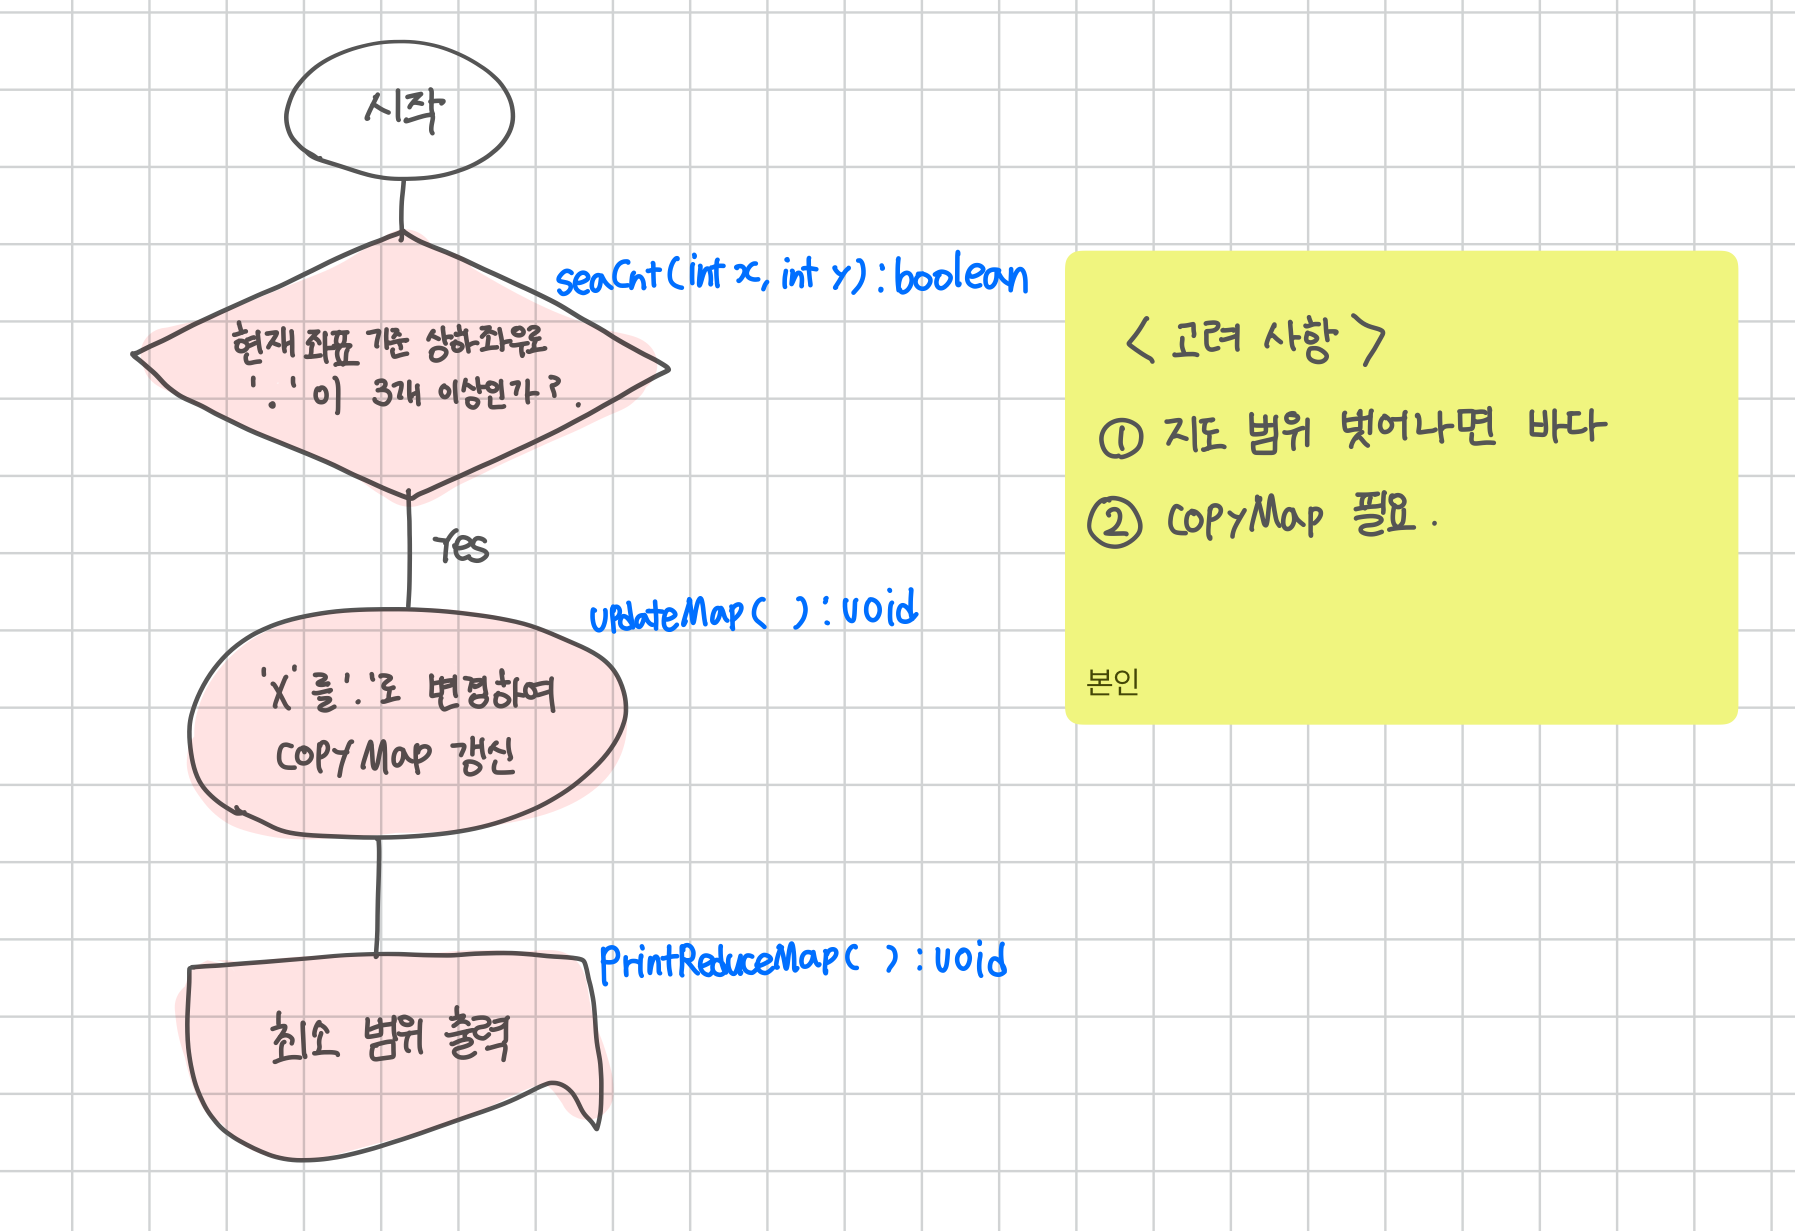 시작
seaCnt(int x, int y) : boolean
현재 좌표 기준 상하좌우로
'.' 이 3개 이상인가?.
Yes
updateMap( ) : void
'X'를 '.'로 변경하여
copyMap 갱신
printReduceMap( ) : void
최소 범위 출력
<고려 사항>
① 지도 범위 벗어나면 바다
② copyMap 필요.
본인